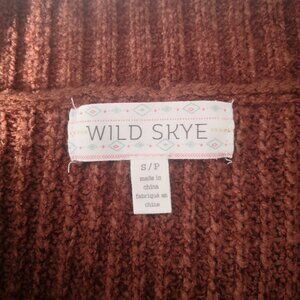 WILD SKYE
S/P
made in
china
fabriqué en
chine